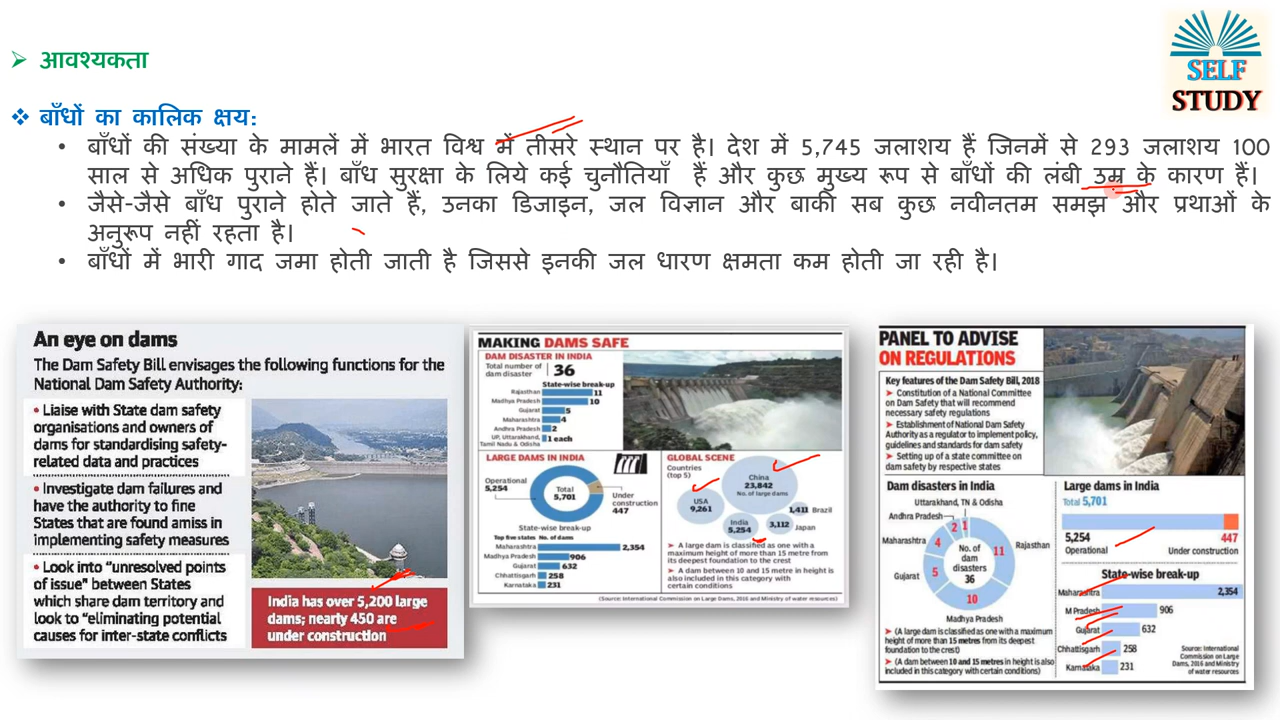 SELF
STUDY
➢ आवश्यकता
❖ बाँधों का कालिक क्षय:
• बाँधों की संख्या के मामलें में भारत विश्व में तीसरे स्थान पर है। देश में 5,745 जलाशय हैं जिनमें से 293 जलाशय 100
साल से अधिक पुराने हैं। बाँध सुरक्षा के लिये कई चुनौतियाँ हैं और कुछ मुख्य रूप से बाँधों की लंबी उम्र के कारण हैं।
• जैसे-जैसे बाँध पुराने होते जाते हैं, उनका डिजाइन, जल विज्ञान और बाकी सब कुछ नवीनतम समझ और प्रथाओं के
अनुरूप नहीं रहता है।
• बाँधों में भारी गाद जमा होती जाती है जिससे इनकी जल धारण क्षमता कम होती जा रही है।
An eye on dams
The Dam Safety Bill envisages the following functions for the
National Dam Safety Authority:
• Liaise with State dam safety
organisations and owners of
dams for standardising safety-
related data and practices
• Investigate dam failures and
have the authority to fine
States that are found amiss in
implementing safety measures
• Look into "unresolved points
of issue" between States
which share dam territory and
look to "eliminating potential
causes for inter-state conflicts
India has over 5,200 large
dams; nearly 450 are
under construction
MAKING DAMS SAFE
DAM DISASTER IN INDIA
Total number of
dam disaster
36
State-wise break-up
Rajasthan 11
Madhya Pradesh 10
Gujarat 5
Maharashtra 4
Andhra Pradesh 2
UP, Uttarakhand,
Tamil Nadu & Odisha 1 each
LARGE DAMS IN INDIA
Operational
5,254
Total
5,701
Under
construction
447
State-wise break-up
Top five states No. of dams
Maharashtra 2,354
Madhya Pradesh 906
Gujarat 632
Chhattisgarh 258
Karnataka 231
GLOBAL SCENE
Countries
(top 5)
China
23,842
No. of large dams
USA
9,261
1,411 Brazil
India
5,254
3,112 Japan
➤ A large dam is classified as one with a
maximum height of more than 15 metre from
its deepest foundation to the crest
➤ A dam between 10 and 15 metre in height is
also included in this category with
certain conditions
(Source: International Commission on Large Dams, 2016 and Ministry of water resources)
PANEL TO ADVISE
ON REGULATIONS
Key features of the Dam Safety Bill, 2018
➤ Constitution of a National Committee
on Dam Safety that will recommend
necessary safety regulations
➤ Establishment of National Dam Safety
Authority as a regulator to implement policy,
guidelines and standards for dam safety
➤ Setting up of a state committee on
dam safety by respective states
Dam disasters in India
Uttarakhand, TN & Odisha
1
Andhra Pradesh
2
Maharashtra
4
Gujarat
5
No. of
dam
disasters
36
11
Rajasthan
10
Madhya Pradesh
➤ (A large dam is classified as one with a maximum
height of more than 15 metres from its deepest
foundation to the crest)
➤ (A dam between 10 and 15 metres in height is also
included in this category with certain conditions)
Large dams in India
Total 5,701
5,254
Operational
447
Under construction
State-wise break-up
Maharashtra 2,354
M Pradesh 906
Gujarat 632
Chhattisgarh 258
Karnataka 231
Source: International
Commission on Large
Dams, 2016 and Ministry
of water resources